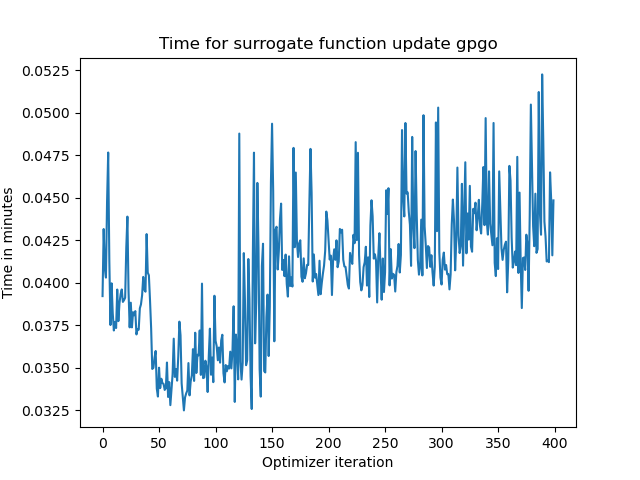 Time for surrogate function update gpgo
Time in minutes
0.0525
0.0500
0.0475
0.0450
0.0425
0.0400
0.0375
0.0350
0.0325
0 50 100 150 200 250 300 350 400
Optimizer iteration